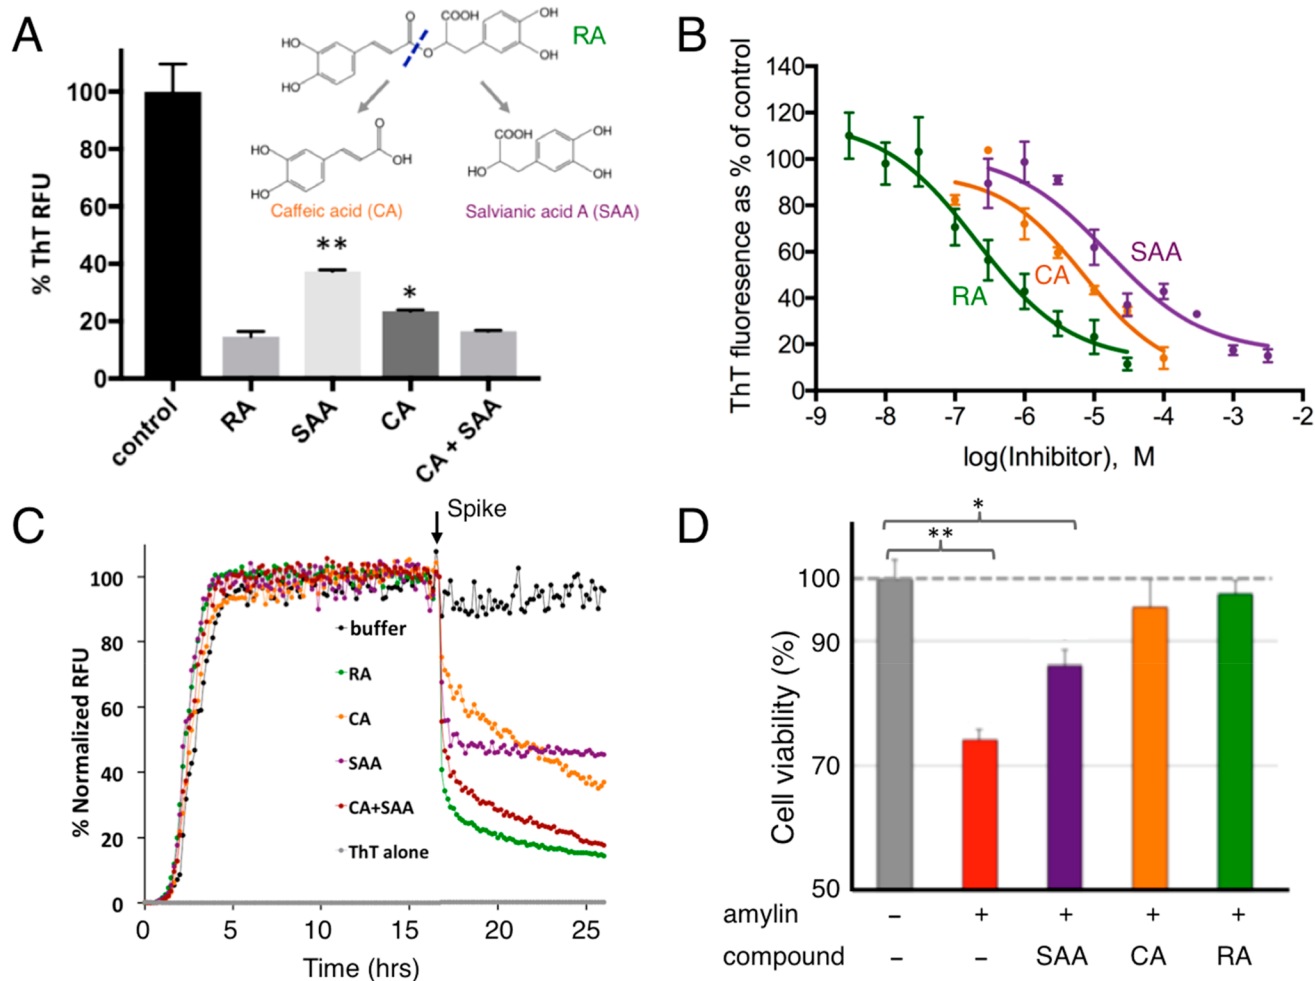 A
% ThT RFU
100
80
60
40
20
0
control
RA
SAA
CA
CA + SAA
**
*
HO
HO
O
O
COOH
OH
OH
RA
HO
HO
O
OH
Caffeic acid (CA)
COOH
HO
OH
OH
Salvianic acid A (SAA)
B
ThT fluoresence as % of control
140
120
100
80
60
40
20
0
-9
-8
-7
-6
-5
-4
-3
-2
RA
CA
SAA
log(Inhibitor), M
C
Spike
% Normalized RFU
100
80
60
40
20
0
buffer
RA
CA
SAA
CA+SAA
ThT alone
0
5
10
15
20
25
Time (hrs)
D
*
**
Cell viability (%)
100
90
70
50
amylin – + + + +
compound – – SAA CA RA